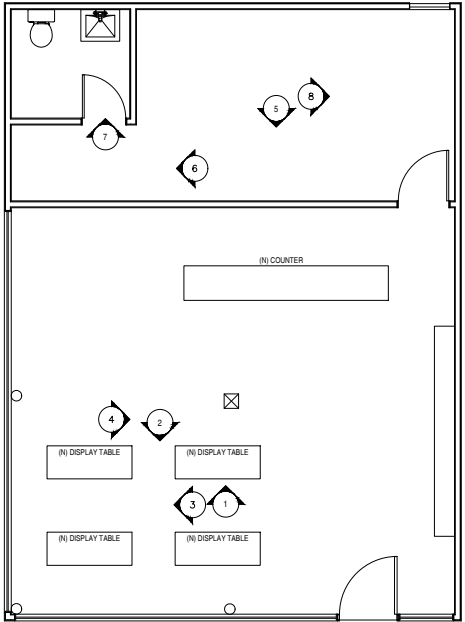 8
5
7
6
(N) COUNTER
4
2
(N) DISPLAY TABLE
(N) DISPLAY TABLE
3
1
(N) DISPLAY TABLE
(N) DISPLAY TABLE